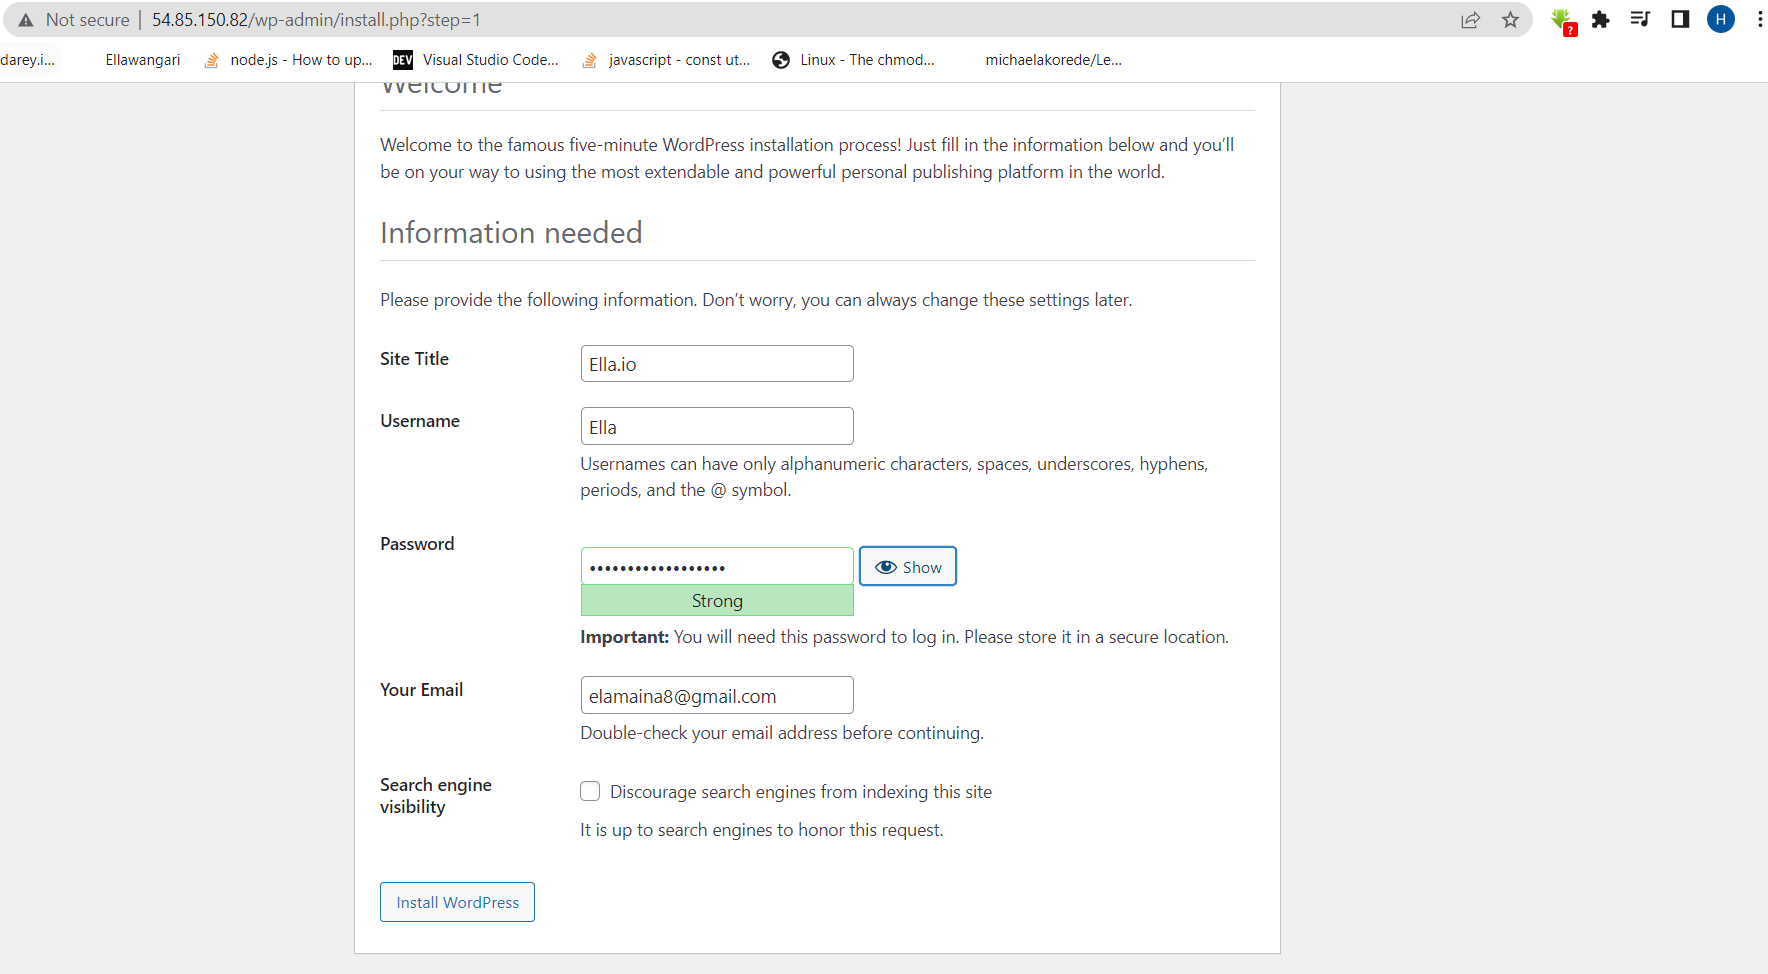 Not secure | 54.85.150.82/wp-admin/install.php?step=1
?
H
darey.i... Ellawangari node.js - How to up... DEV Visual Studio Code... javascript - const ut... Linux - The chmod... michaelakorede/Le...
Welcome
Welcome to the famous five-minute WordPress installation process! Just fill in the information below and you’ll
be on your way to using the most extendable and powerful personal publishing platform in the world.
Information needed
Please provide the following information. Don’t worry, you can always change these settings later.
Site Title
Ella.io
Username
Ella
Usernames can have only alphanumeric characters, spaces, underscores, hyphens,
periods, and the @ symbol.
Password
••••••••••••••••••
Show
Strong
Important: You will need this password to log in. Please store it in a secure location.
Your Email
elamaina8@gmail.com
Double-check your email address before continuing.
Search engine
visibility
Discourage search engines from indexing this site
It is up to search engines to honor this request.
Install WordPress